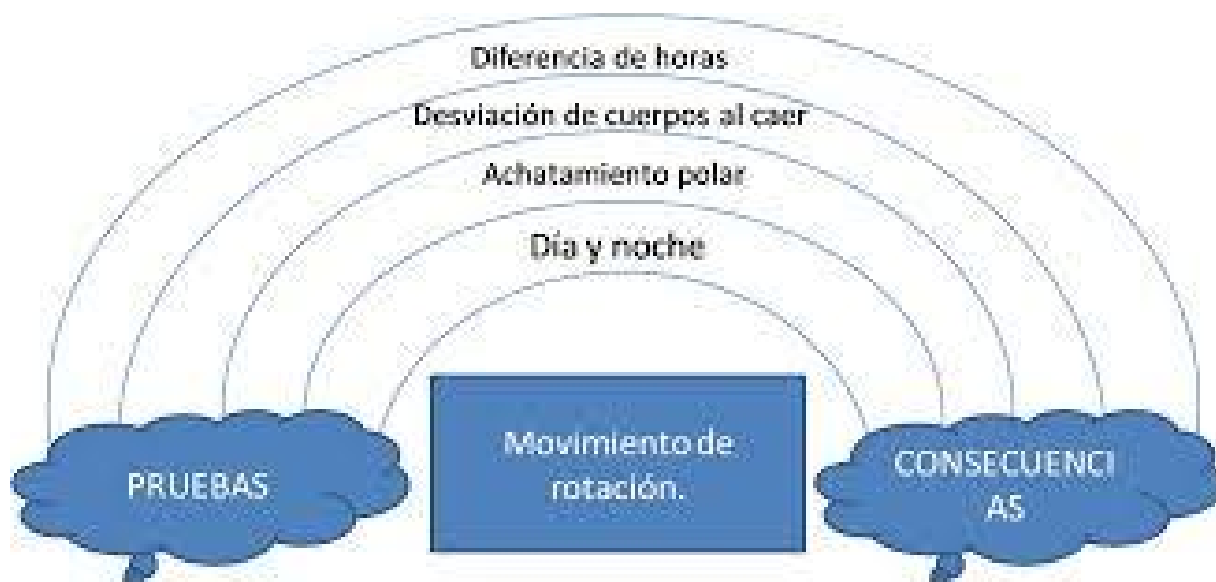 Diferencia de horas
Desviación de cuerpos al caer
Achatamiento polar
Día y noche
PRUEBAS
Movimiento de
rotación.
CONSECUENCI
AS